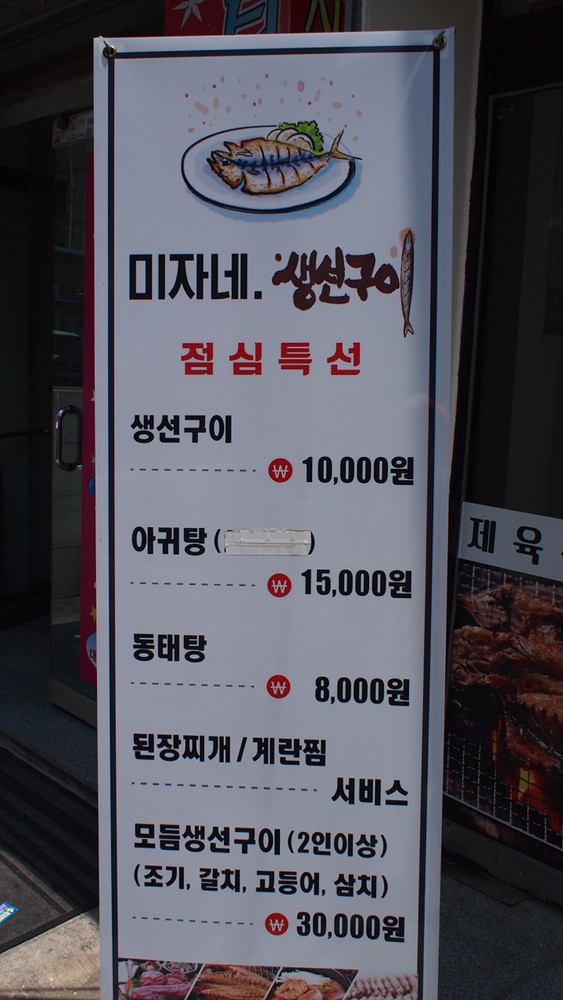 미자네. 생선구이
점심특선
생선구이
₩ 10,000원
아귀탕 ( )
₩ 15,000원
동태탕
₩ 8,000원
된장찌개 / 계란찜
서비스
모듬생선구이 (2인이상)
(조기, 갈치, 고등어, 삼치)
₩ 30,000원
제육